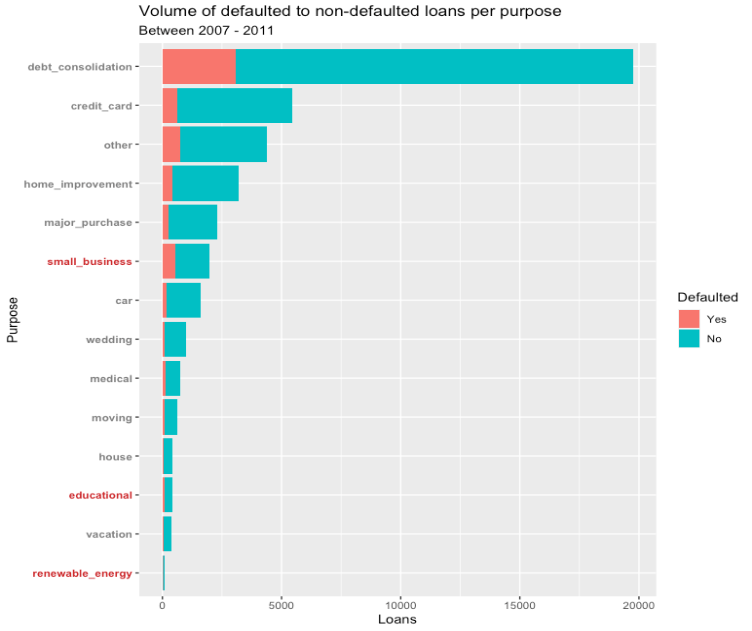 Volume of defaulted to non-defaulted loans per purpose
Between 2007 - 2011
debt_consolidation
credit_card
other
home_improvement
major_purchase
small_business
car
wedding
medical
moving
house
educational
vacation
renewable_energy
Purpose
0 5000 10000 15000 20000
Loans
Defaulted
Yes
No